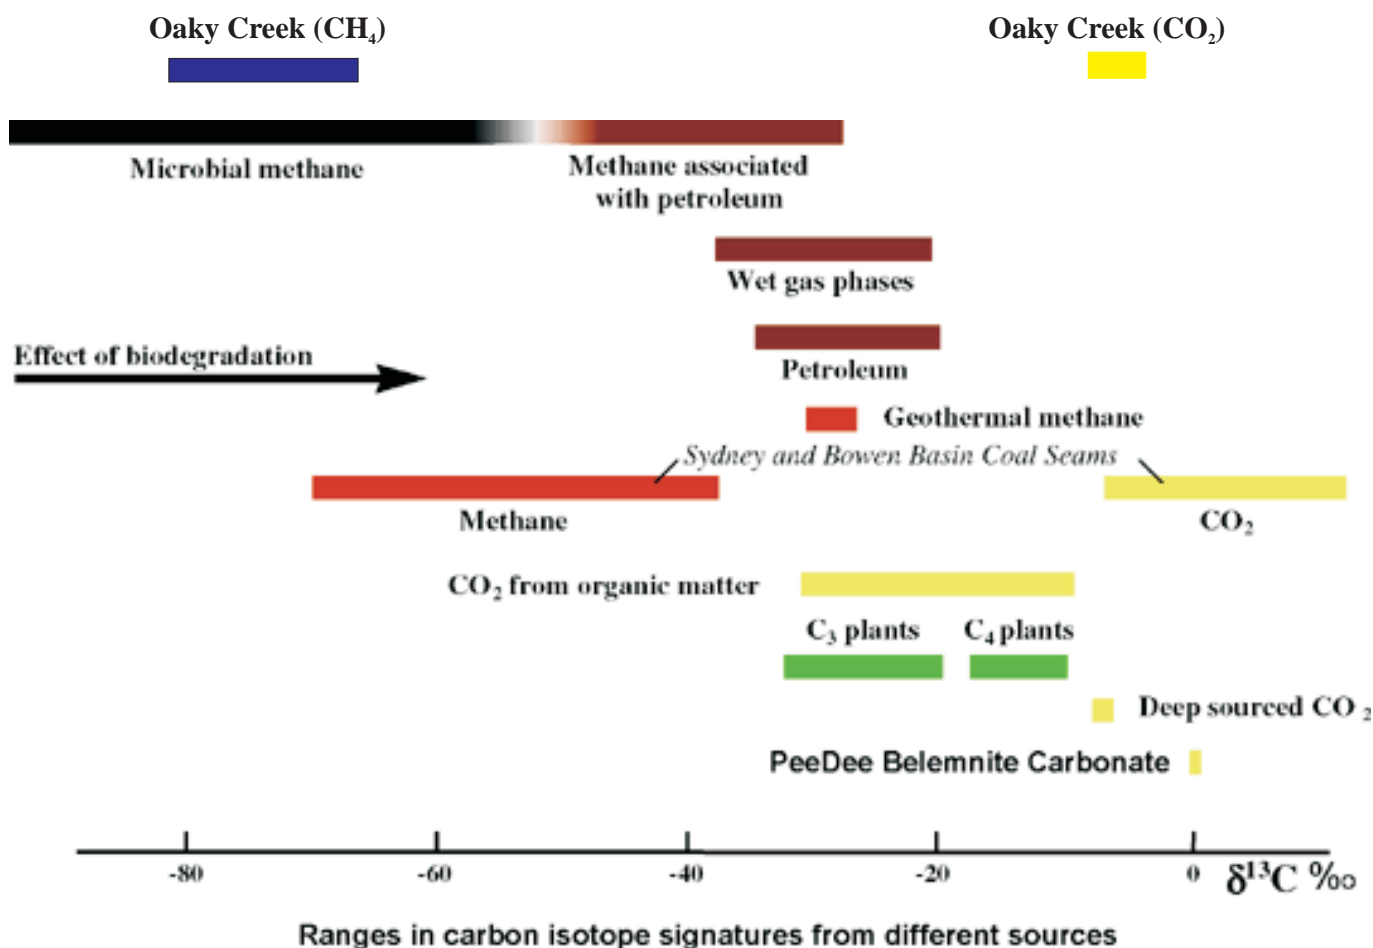 Oaky Creek (CH₄)
Oaky Creek (CO₂)
Microbial methane
Methane associated
with petroleum
Wet gas phases
Effect of biodegradation
Petroleum
Geothermal methane
Sydney and Bowen Basin Coal Seams
Methane
CO₂
CO₂ from organic matter
C₃ plants
C₄ plants
Deep sourced CO₂
PeeDee Belemnite Carbonate
-80
-60
-40
-20
0
δ¹³C ‰
Ranges in carbon isotope signatures from different sources